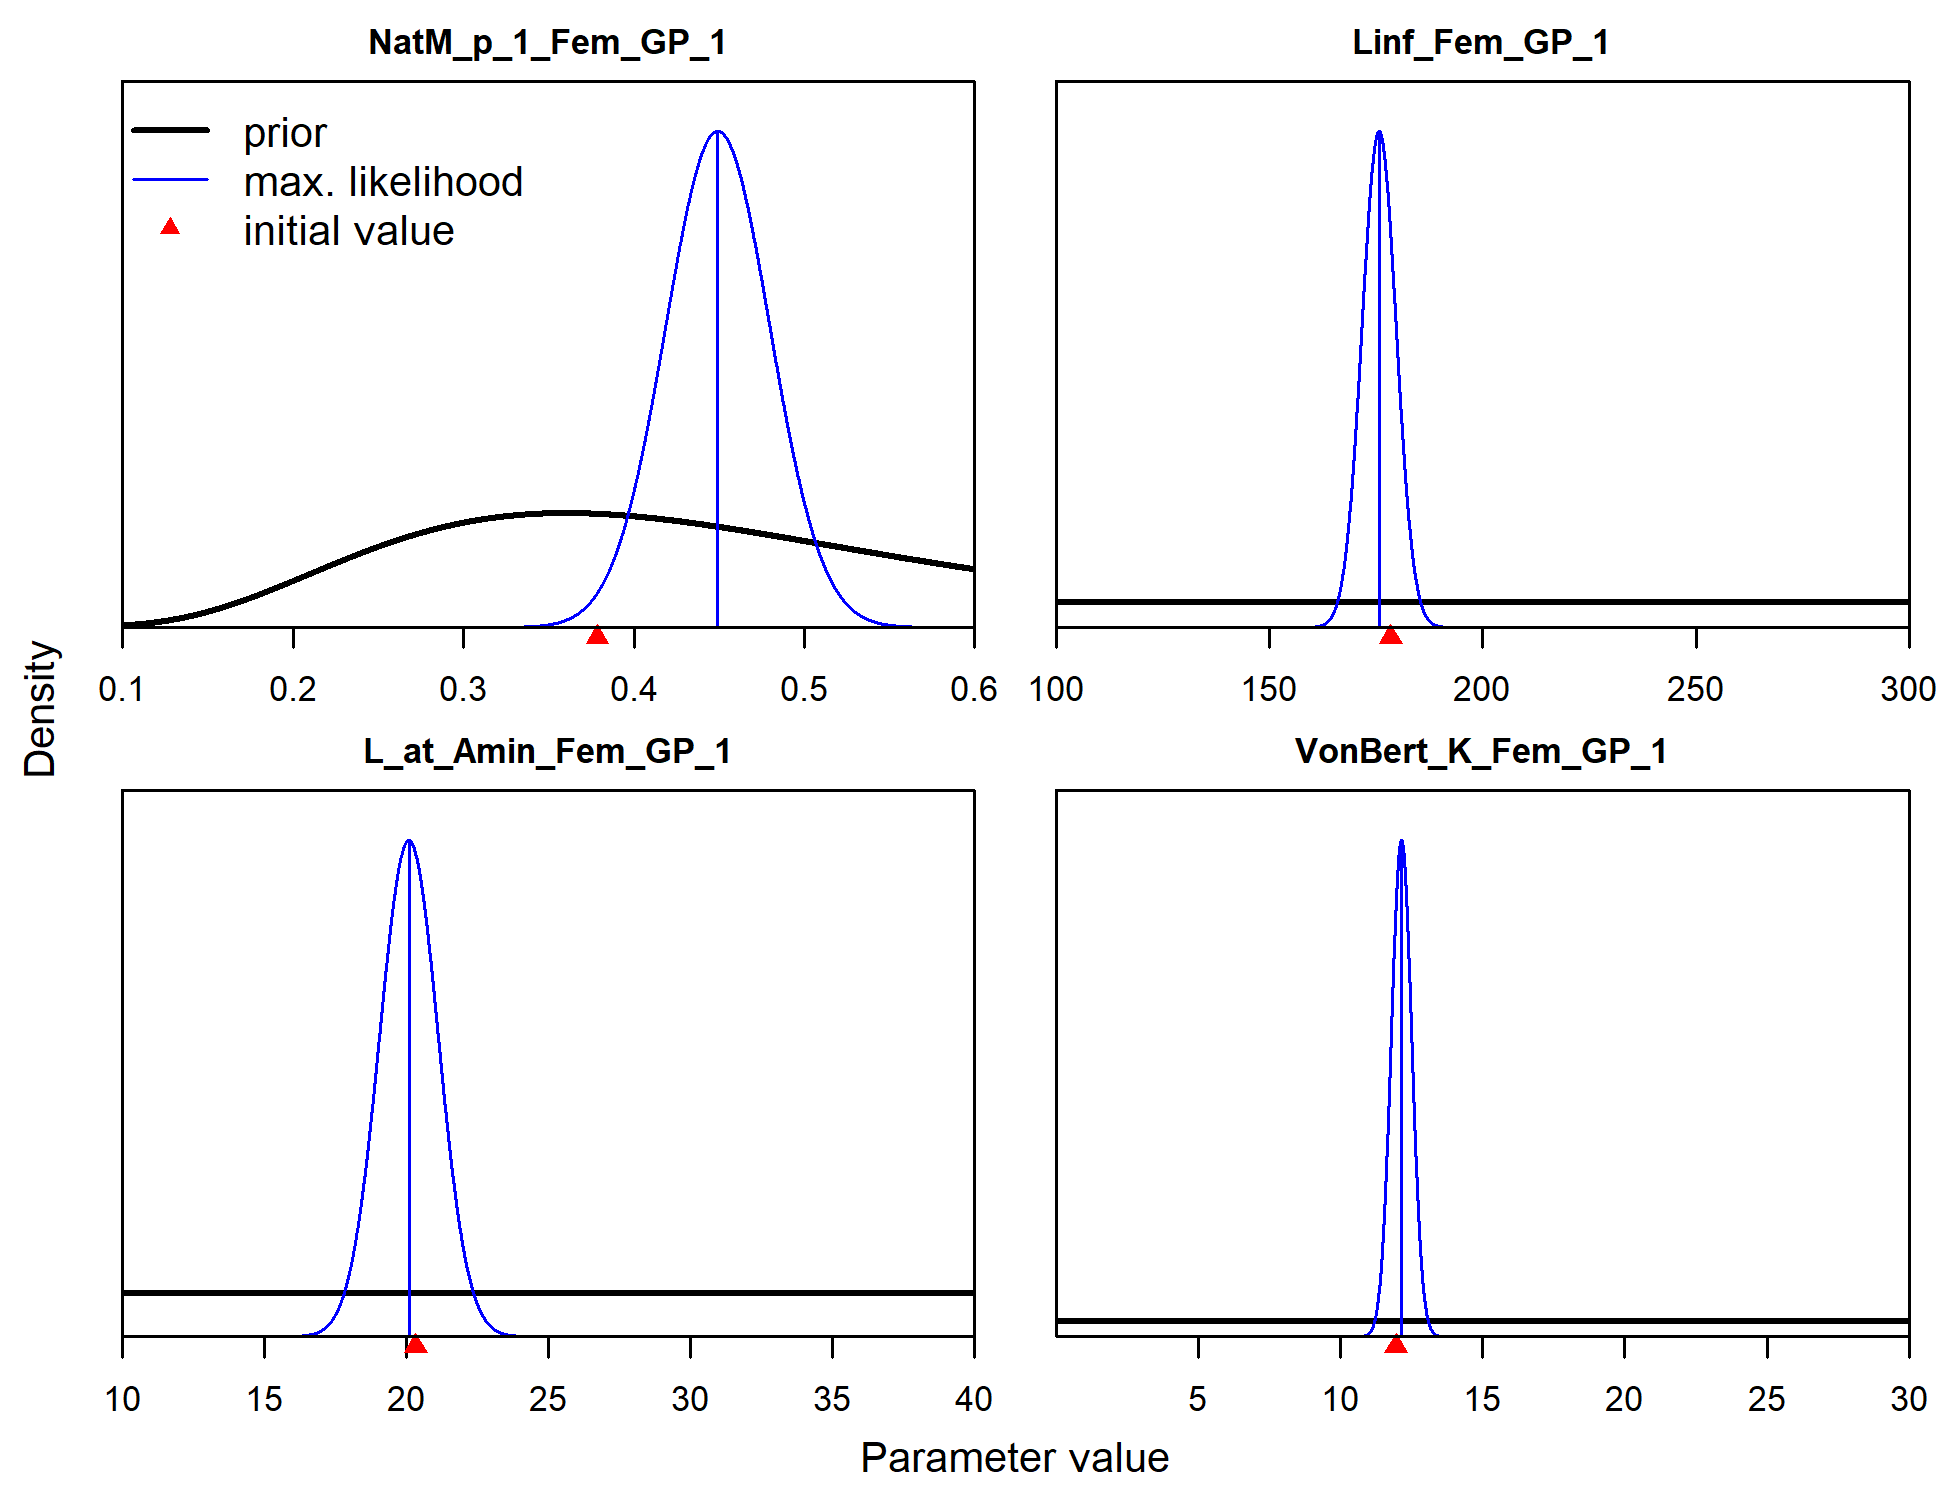 NatM_p_1_Fem_GP_1
prior
max. likelihood
initial value
0.1 0.2 0.3 0.4 0.5 0.6
Linf_Fem_GP_1
100 150 200 250 300
Density
L_at_Amin_Fem_GP_1
10 15 20 25 30 35 40
VonBert_K_Fem_GP_1
5 10 15 20 25 30
Parameter value